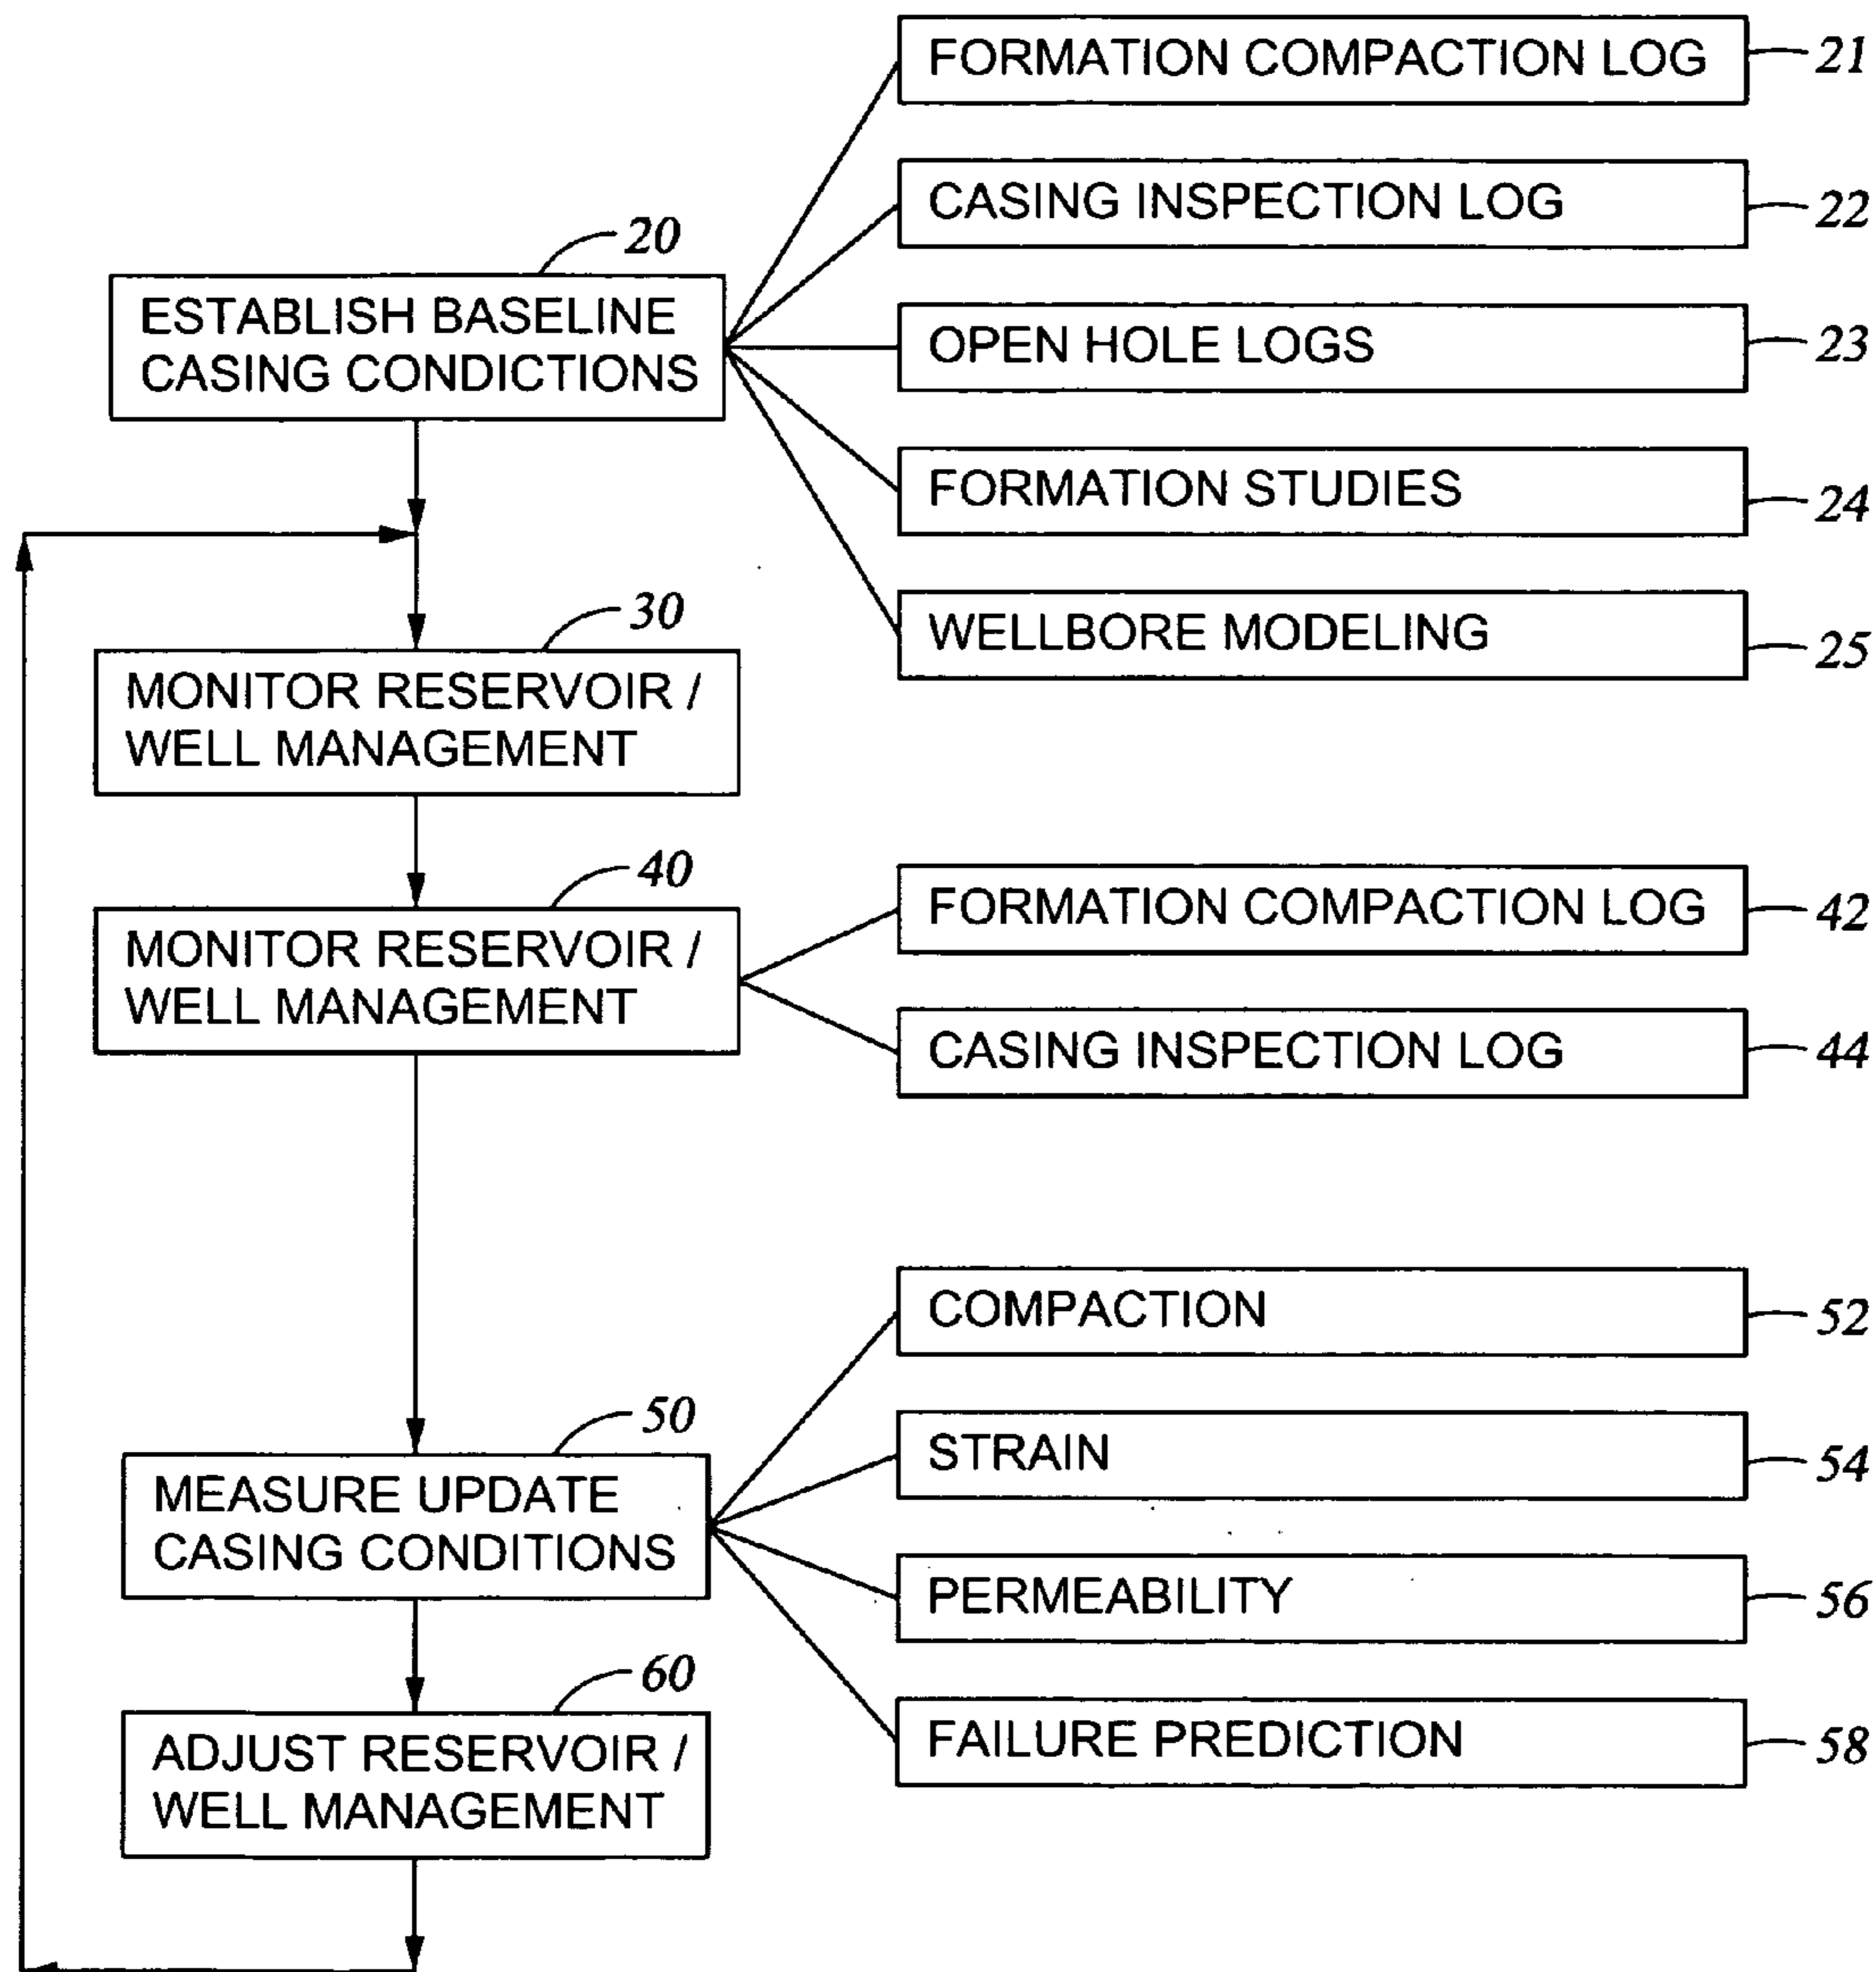 FORMATION COMPACTION LOG
21
CASING INSPECTION LOG
22
20
ESTABLISH BASELINE
CASING CONDICTIONS
OPEN HOLE LOGS
23
FORMATION STUDIES
24
WELLBORE MODELING
25
30
MONITOR RESERVOIR /
WELL MANAGEMENT
40
MONITOR RESERVOIR /
WELL MANAGEMENT
FORMATION COMPACTION LOG
42
CASING INSPECTION LOG
44
COMPACTION
52
50
MEASURE UPDATE
CASING CONDITIONS
STRAIN
54
PERMEABILITY
56
60
ADJUST RESERVOIR /
WELL MANAGEMENT
FAILURE PREDICTION
58